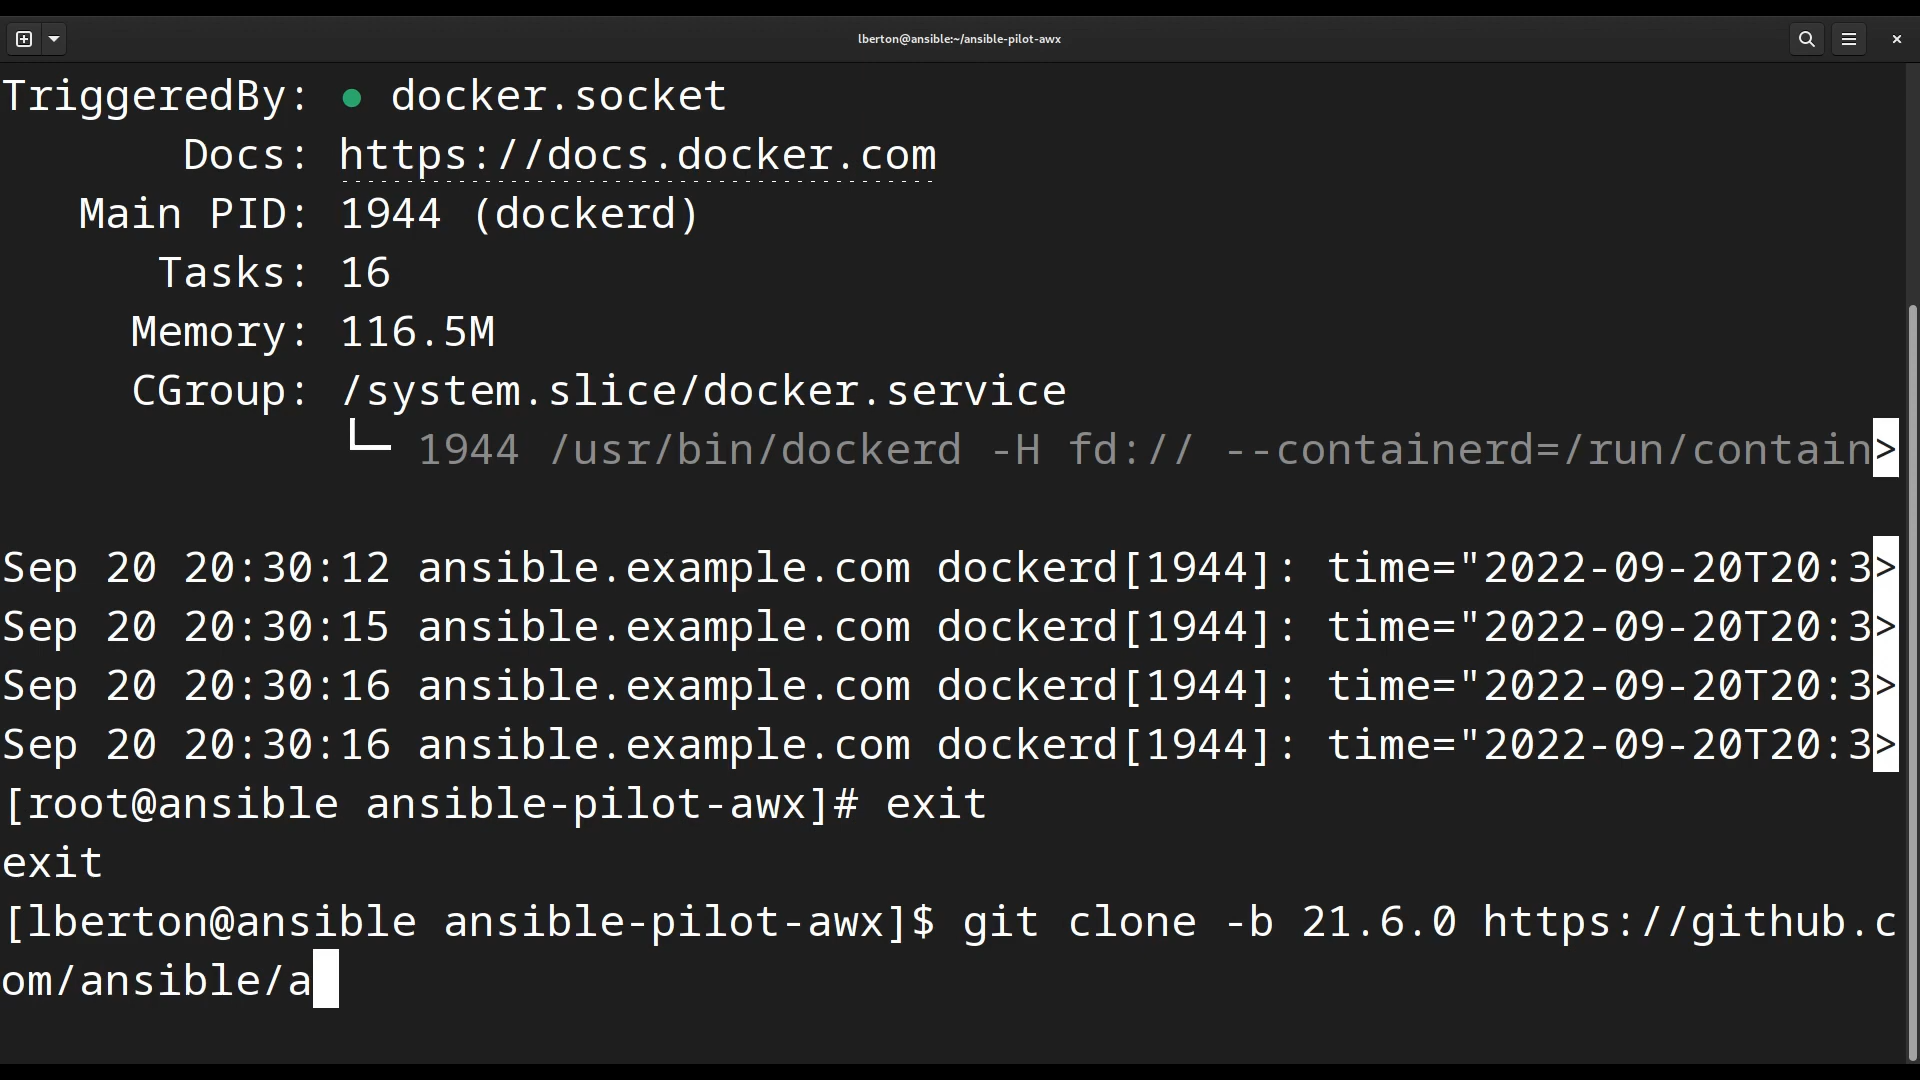 lberton@ansible:~/ansible-pilot-awx
TriggeredBy: ● docker.socket
Docs: https://docs.docker.com
Main PID: 1944 (dockerd)
Tasks: 16
Memory: 116.5M
CGroup: /system.slice/docker.service
└─ 1944 /usr/bin/dockerd -H fd:// --containerd=/run/contain>
Sep 20 20:30:12 ansible.example.com dockerd[1944]: time="2022-09-20T20:3>
Sep 20 20:30:15 ansible.example.com dockerd[1944]: time="2022-09-20T20:3>
Sep 20 20:30:16 ansible.example.com dockerd[1944]: time="2022-09-20T20:3>
Sep 20 20:30:16 ansible.example.com dockerd[1944]: time="2022-09-20T20:3>
[root@ansible ansible-pilot-awx]# exit
exit
[lberton@ansible ansible-pilot-awx]$ git clone -b 21.6.0 https://github.c
om/ansible/a